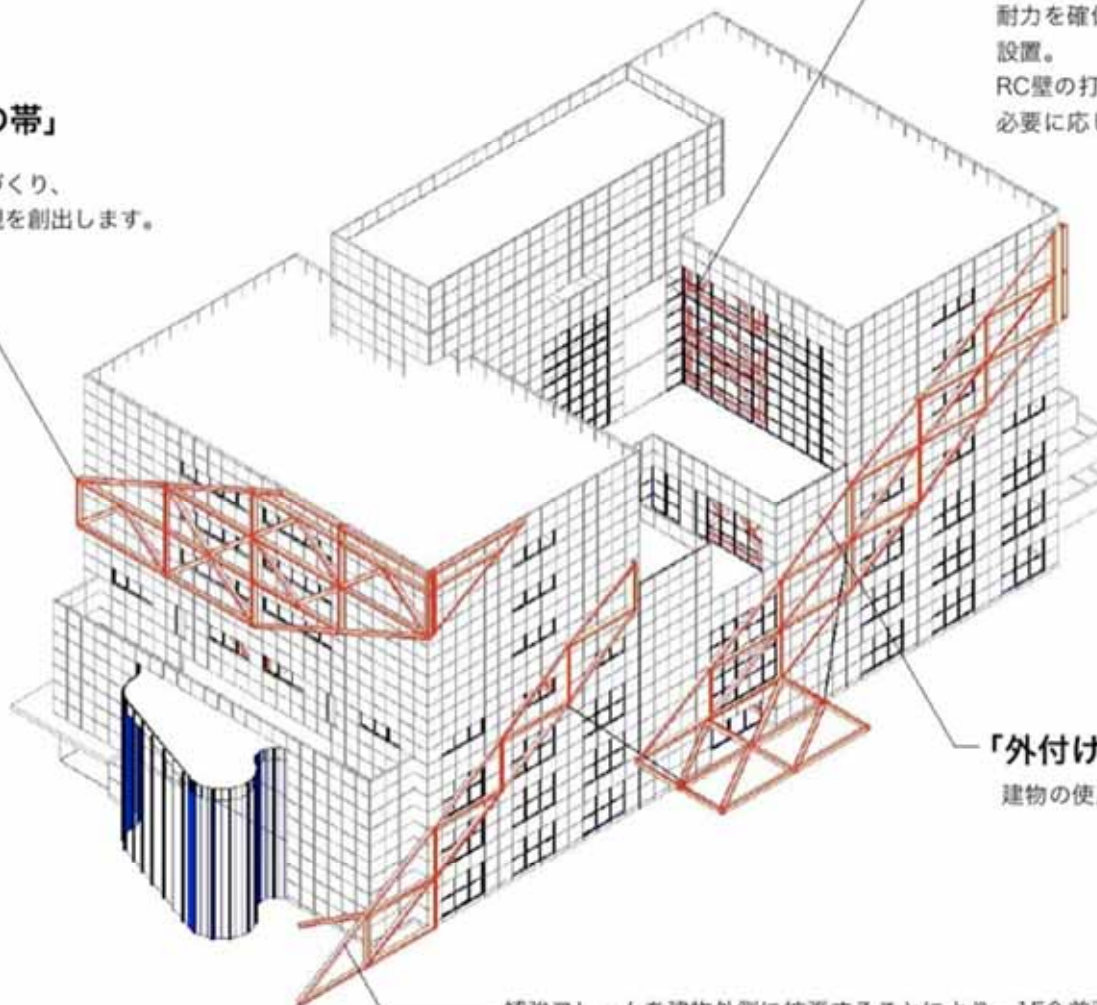 耐力を確保
設置。
RC壁の打
必要に応じ
の帯」
づくり、
見を創出します。
「外付け
建物の使